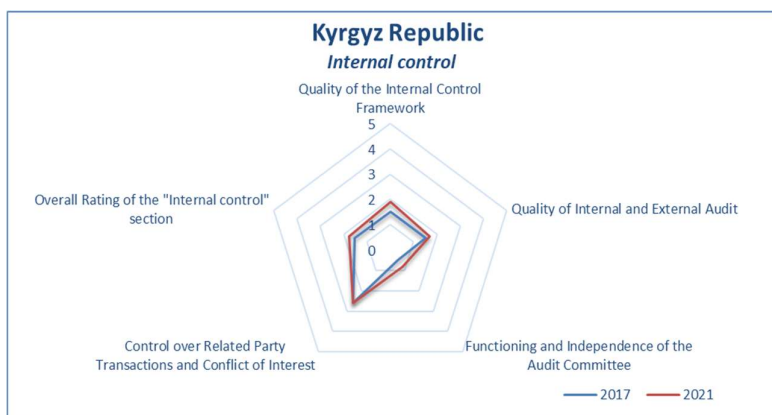 Kyrgyz Republic
Internal control
Quality of the Internal Control
Framework
5
4
3
2
1
0
Overall Rating of the "Internal control"
section
Quality of Internal and External Audit
Control over Related Party
Transactions and Conflict of Interest
Functioning and Independence of the
Audit Committee
2017
2021